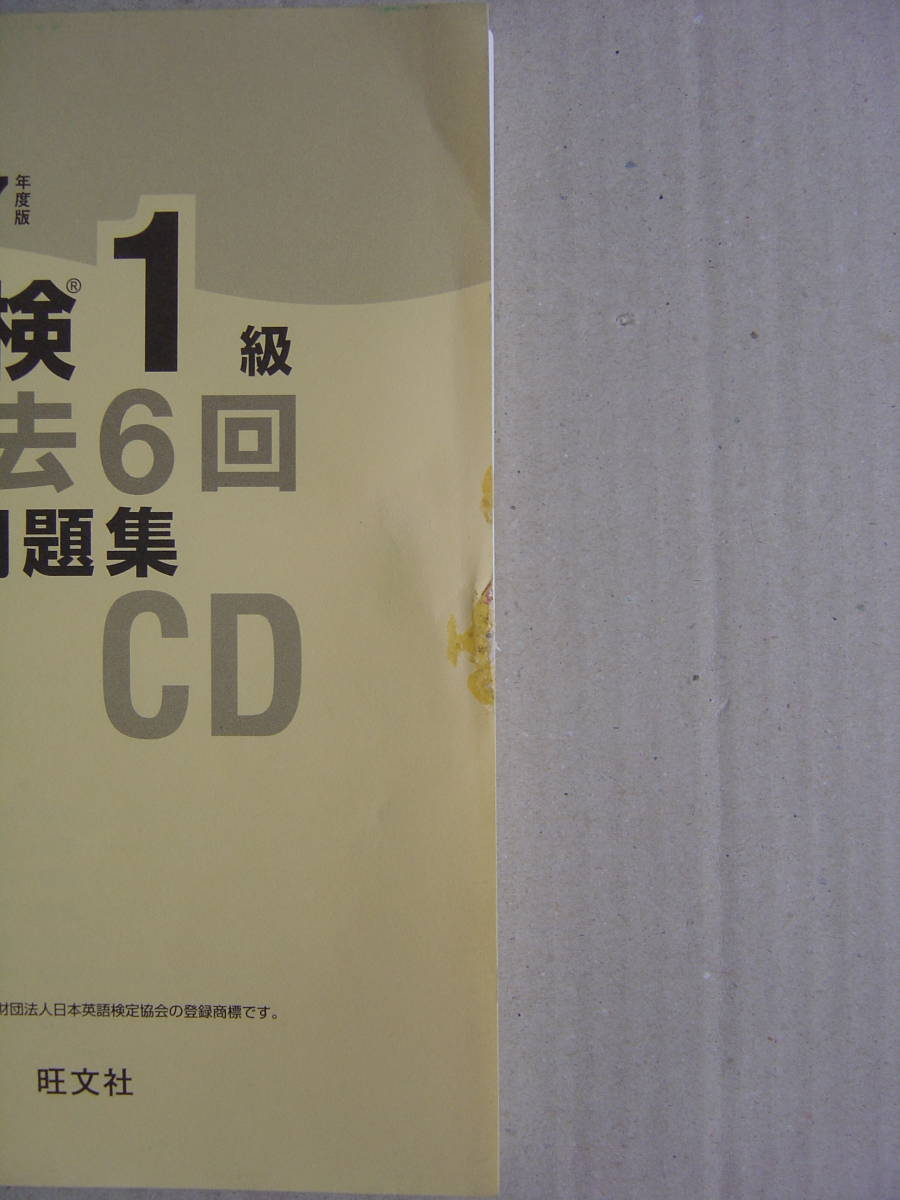 年度版
検® 1 級
去6回
題集
CD
財団法人日本英語検定協会の登録商標です。
旺文社